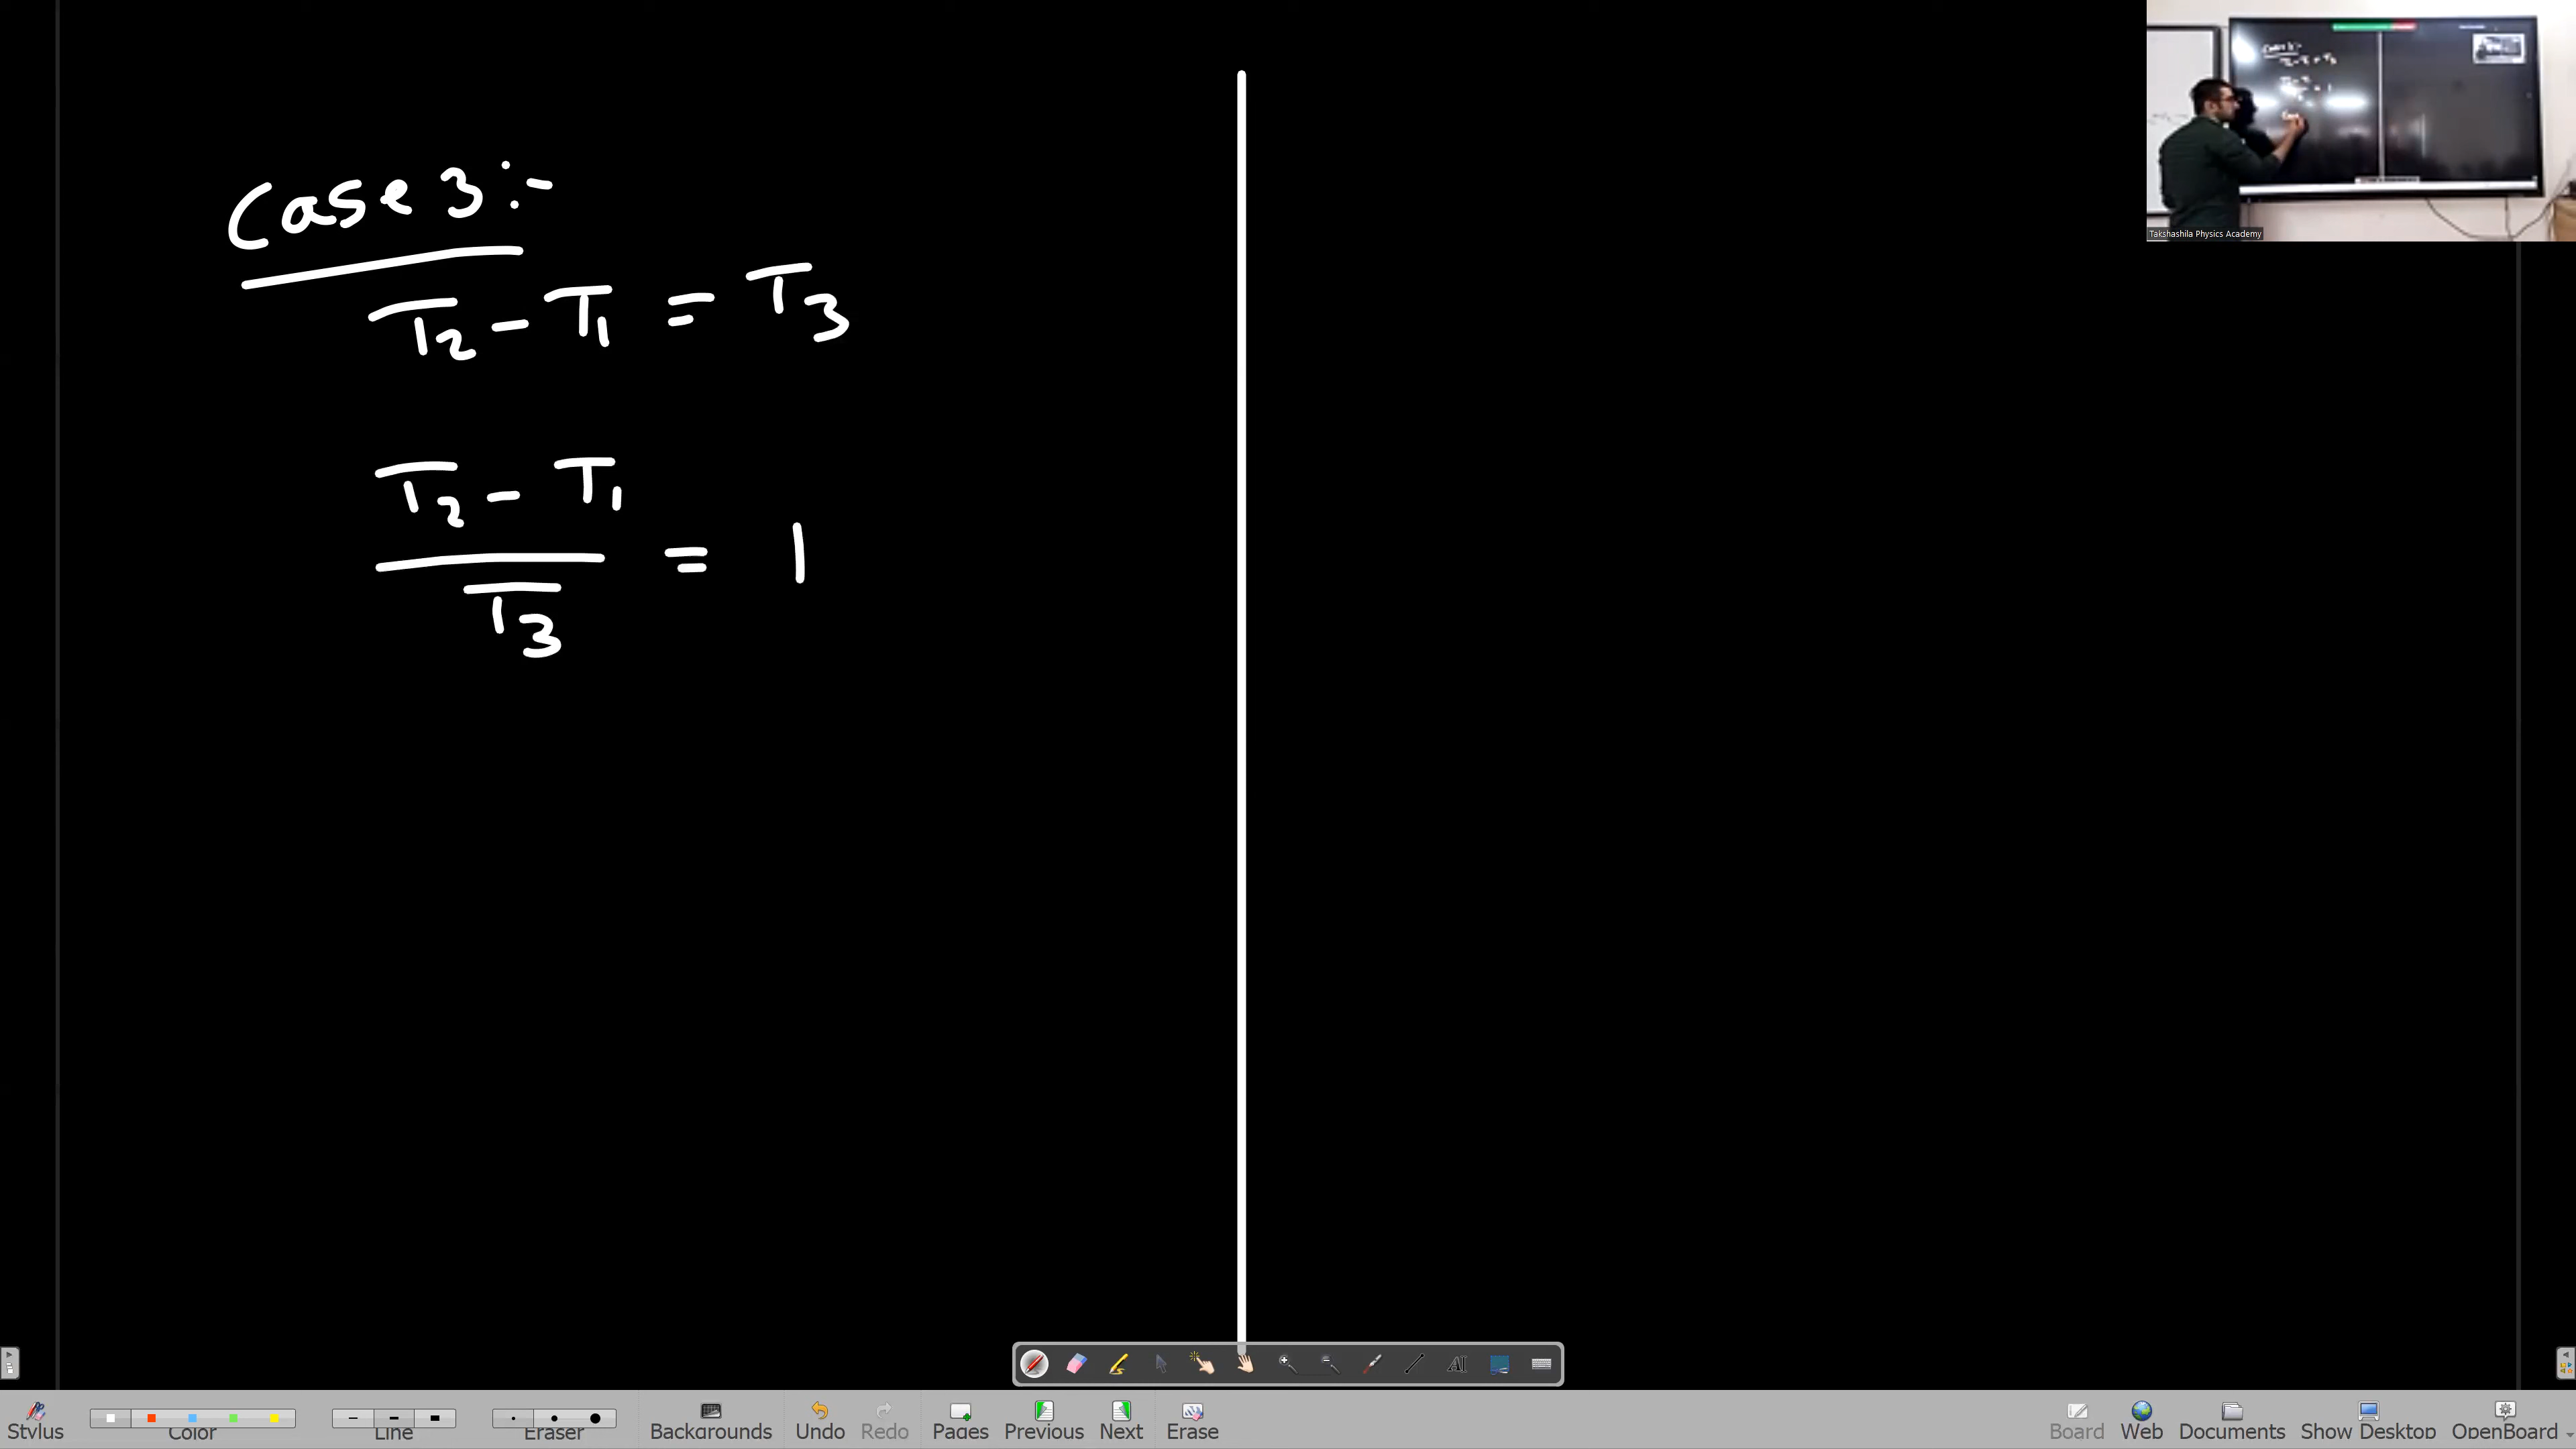 Case 3:-
T2 - T1 = T3
T2 - T1
= 1
T3
Takshashila Physics Academy
Stylus Color Line Eraser Backgrounds Undo Redo Pages Previous Next Erase Board Web Documents Show Desktop OpenBoard